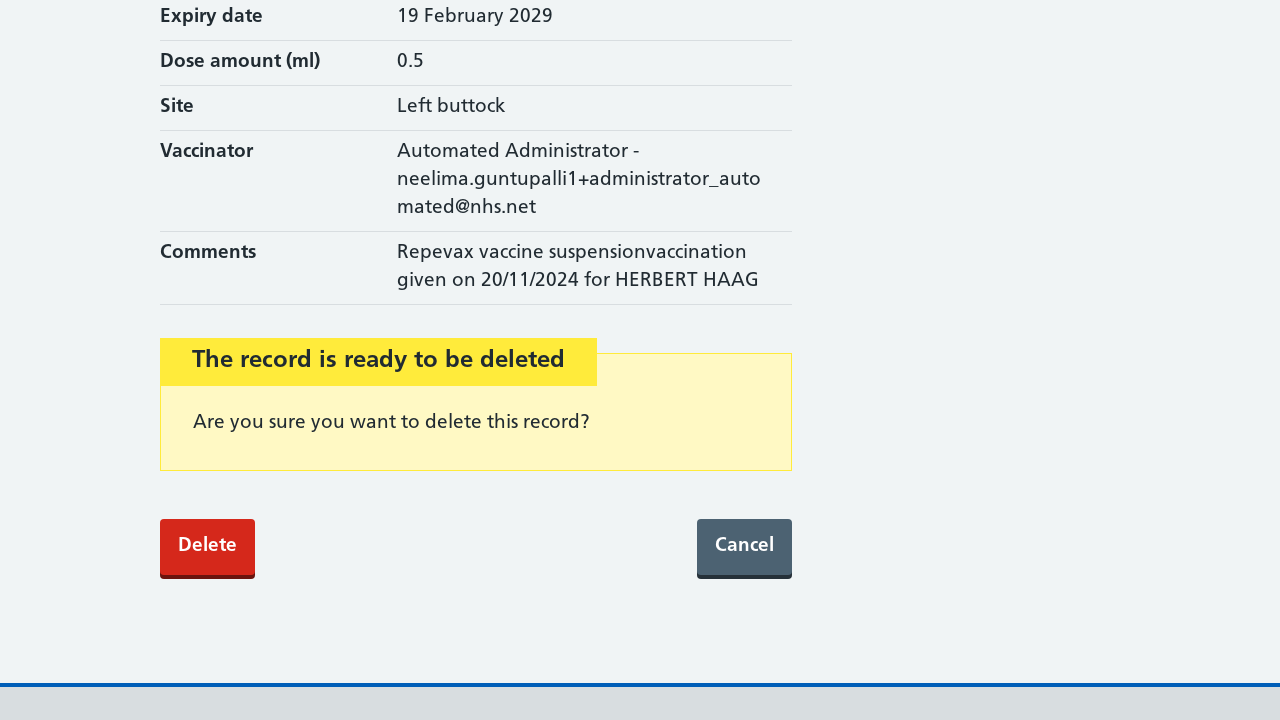 Expiry date 19 February 2029
Dose amount (ml) 0.5
Site Left buttock
Vaccinator Automated Administrator -
neelima.guntupalli1+administrator_auto
mated@nhs.net
Comments Repevax vaccine suspensionvaccination
given on 20/11/2024 for HERBERT HAAG
The record is ready to be deleted
Are you sure you want to delete this record?
Delete Cancel